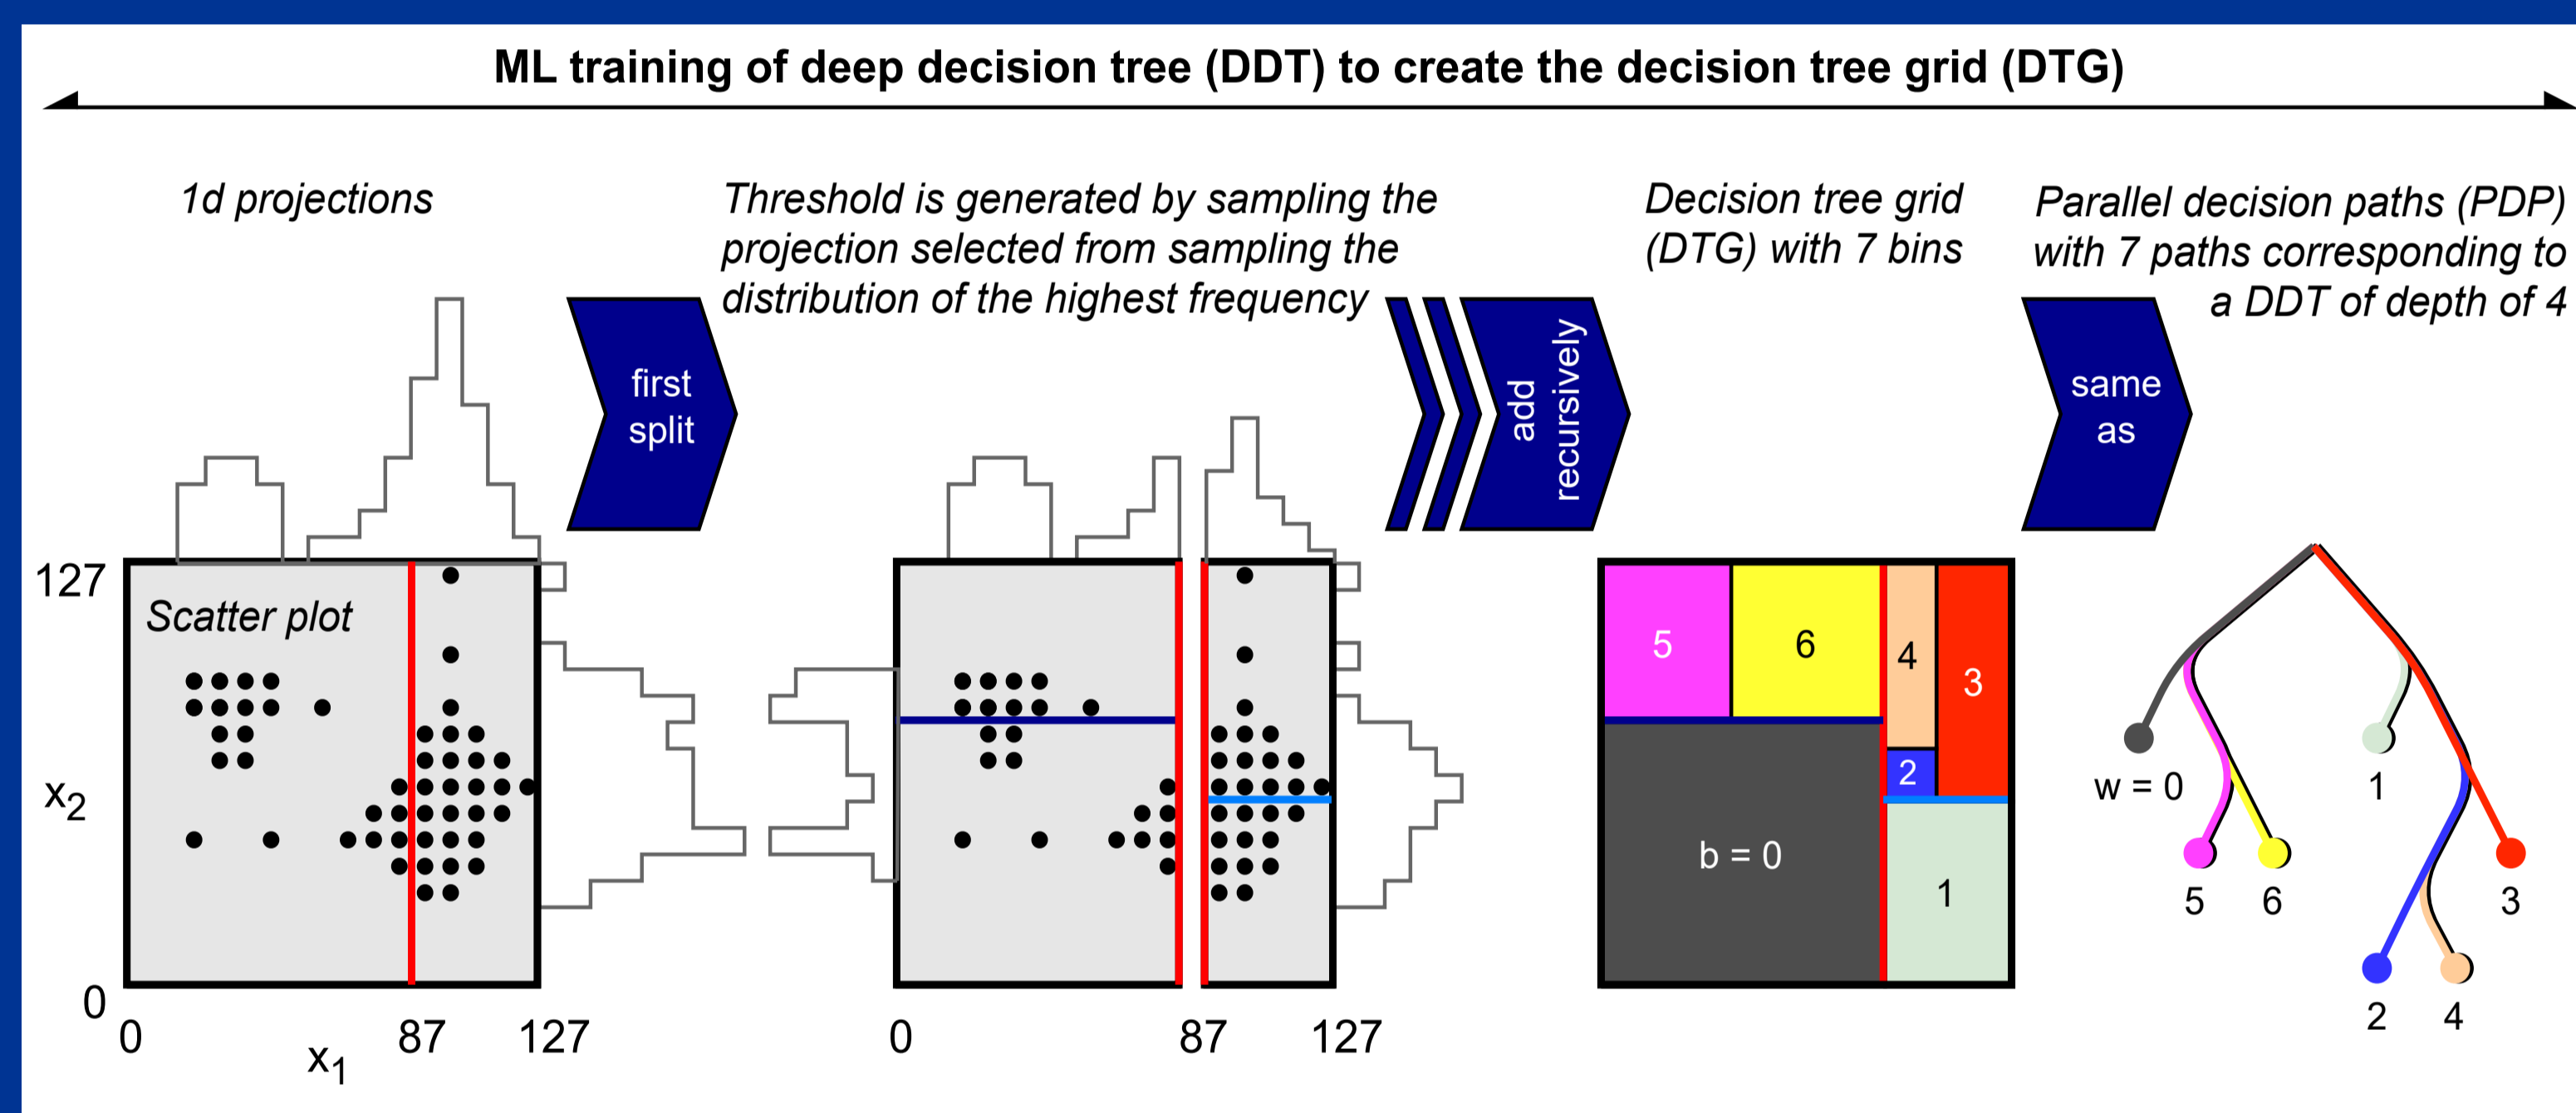 ML training of deep decision tree (DDT) to create the decision tree grid (DTG)
1d projections
Threshold is generated by sampling the
projection selected from sampling the
distribution of the highest frequency
Decision tree grid
(DTG) with 7 bins
Parallel decision paths (PDP)
with 7 paths corresponding to
a DDT of depth of 4
first
split
add
recursively
same
as
127
Scatter plot
x2
0
0
87
127
x1
0
87
127
5
6
4
3
2
b = 0
1
w = 0
1
5
6
3
2
4